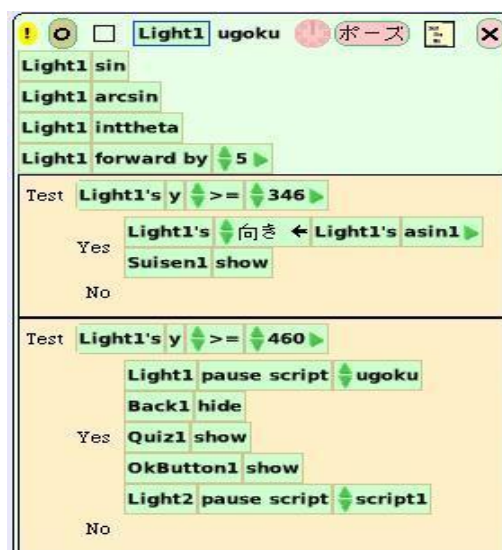 ! Light1 ugoku ポーズ
Light1 sin
Light1 arcsin
Light1 inttheta
Light1 forward by 5
Test Light1's y >= 346
Yes
Light1's 向き ← Light1's asin1
Suisen1 show
No
Test Light1's y >= 460
Light1 pause script ugoku
Back1 hide
Yes Quiz1 show
OkButton1 show
Light2 pause script script1
No